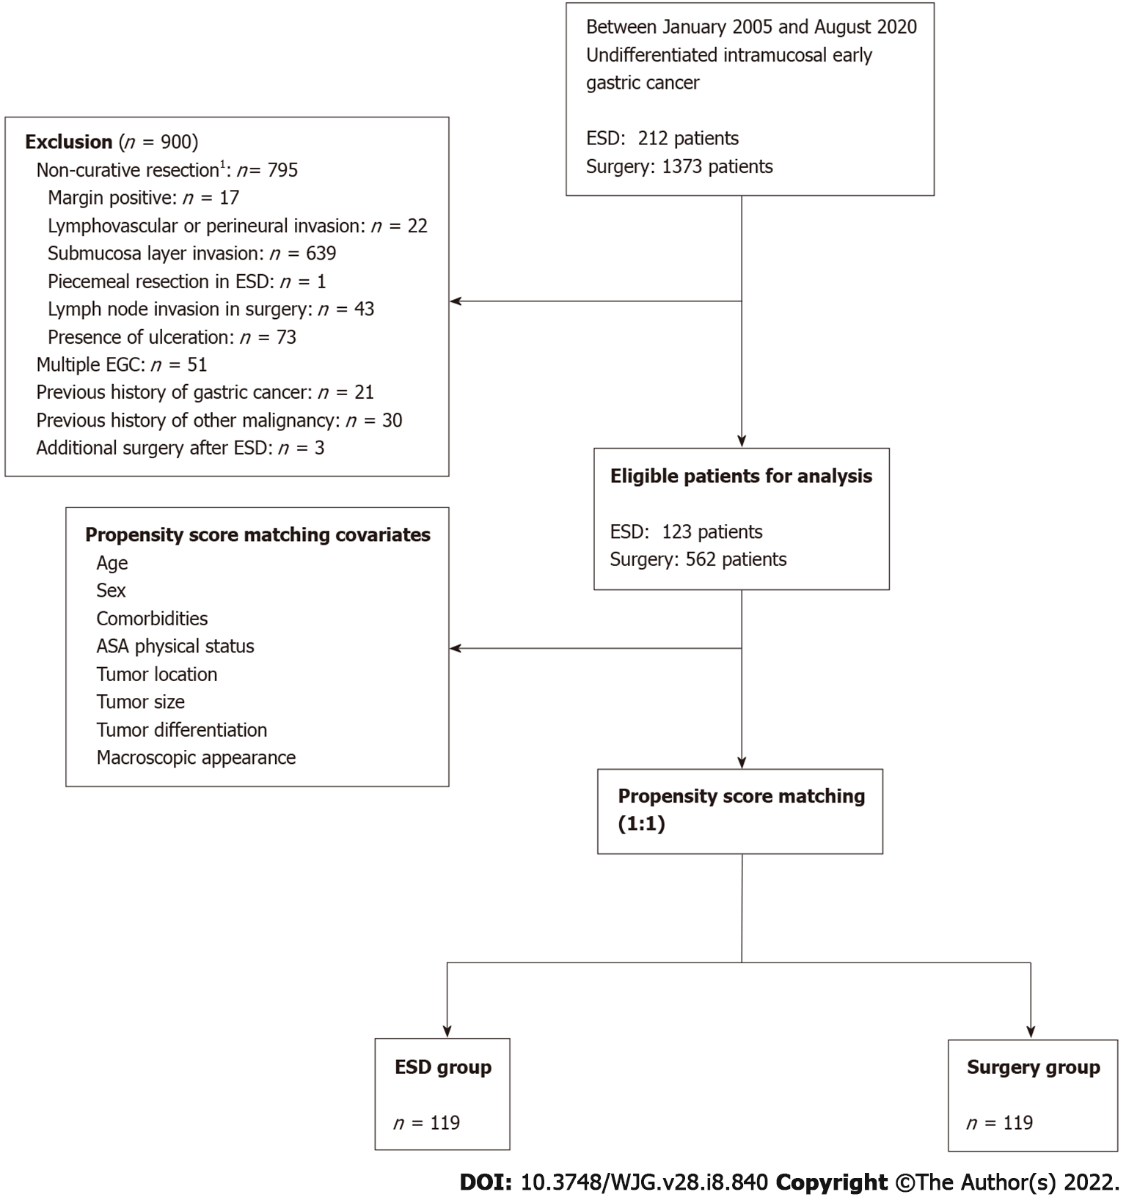 Between January 2005 and August 2020
Undifferentiated intramucosal early
gastric cancer
ESD: 212 patients
Surgery: 1373 patients
Exclusion (n = 900)
Non-curative resection¹: n= 795
Margin positive: n = 17
Lymphovascular or perineural invasion: n = 22
Submucosa layer invasion: n = 639
Piecemeal resection in ESD: n = 1
Lymph node invasion in surgery: n = 43
Presence of ulceration: n = 73
Multiple EGC: n = 51
Previous history of gastric cancer: n = 21
Previous history of other malignancy: n = 30
Additional surgery after ESD: n = 3
Eligible patients for analysis
ESD: 123 patients
Surgery: 562 patients
Propensity score matching covariates
Age
Sex
Comorbidities
ASA physical status
Tumor location
Tumor size
Tumor differentiation
Macroscopic appearance
Propensity score matching
(1:1)
ESD group
n = 119
Surgery group
n = 119
DOI: 10.3748/WJG.v28.i8.840 Copyright ©The Author(s) 2022.